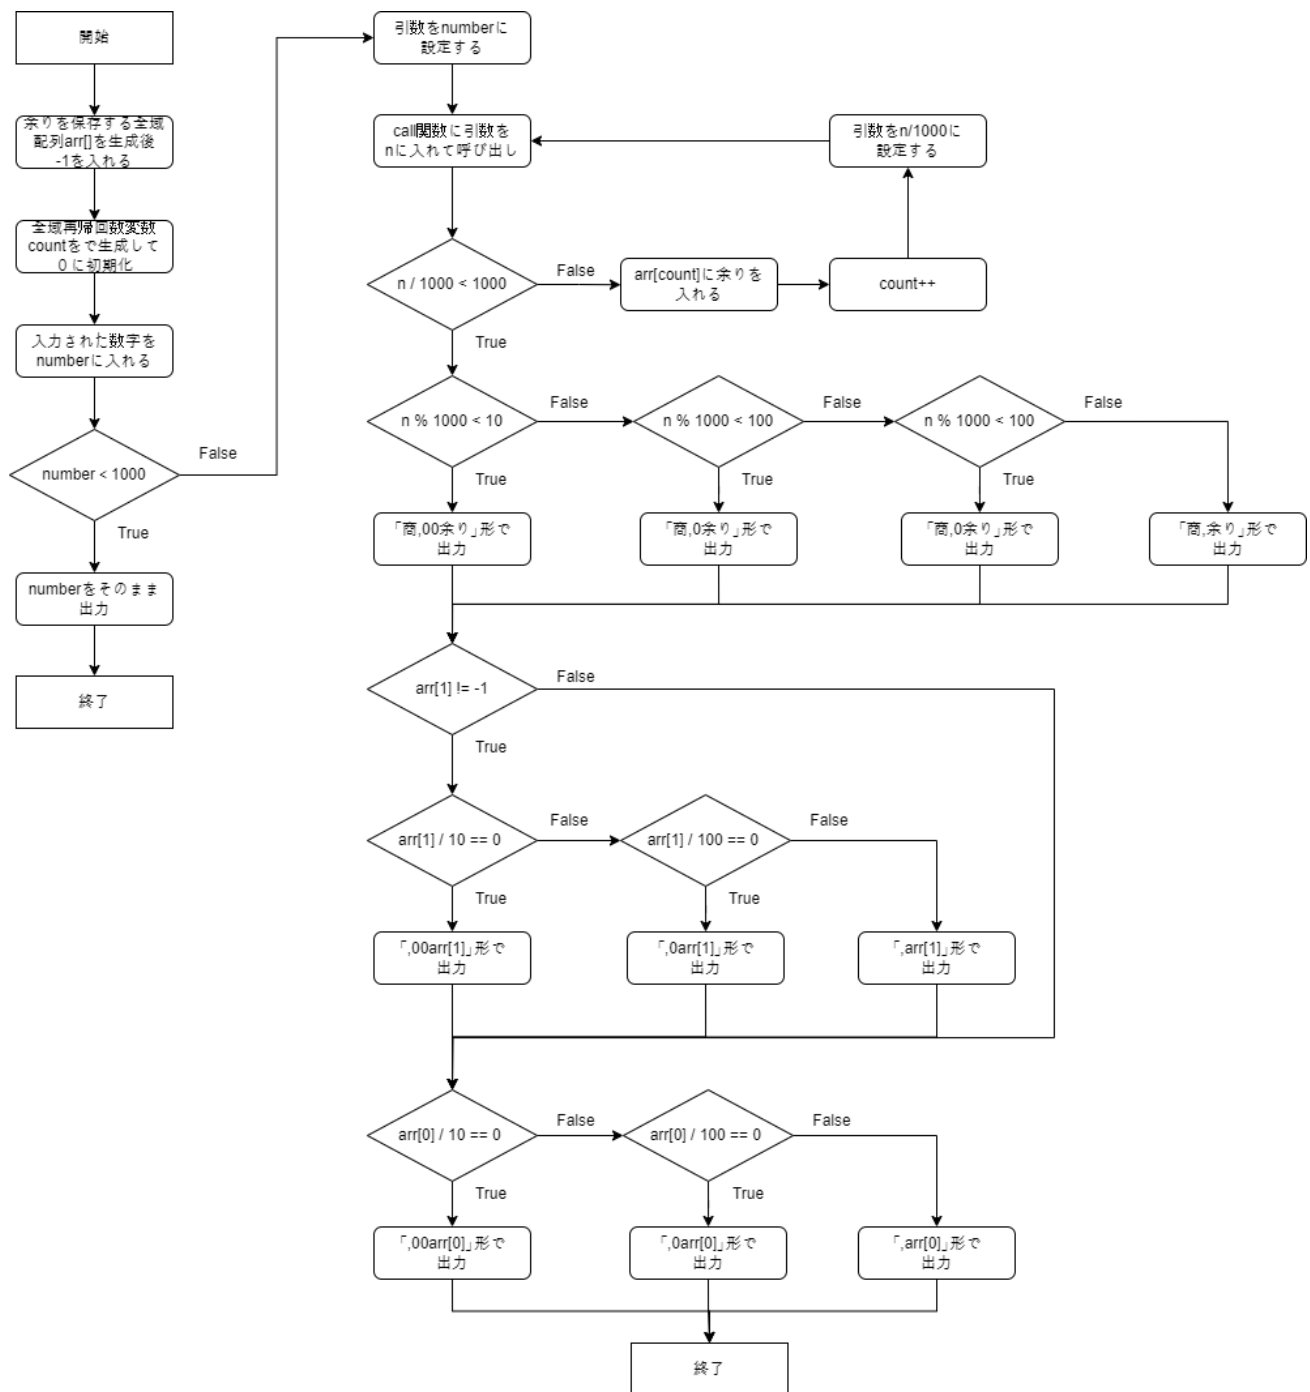 開始
余りを保存する全域
配列arr[]を生成後
-1を入れる
全域再帰回数変数
countをで生成して
0 に初期化
入力された数字を
numberに入れる
number < 1000
False
True
numberをそのまま
出力
終了
引数をnumberに
設定する
call関数に引数を
nに入れて呼び出し
引数をn/1000に
設定する
n / 1000 < 1000
False
arr[count]に余りを
入れる
count++
True
n % 1000 < 10
False
n % 1000 < 100
False
n % 1000 < 100
False
True
True
True
「商,00余り」形で
出力
「商,0余り」形で
出力
「商,0余り」形で
出力
「商,余り」形で
出力
arr[1] != -1
False
True
arr[1] / 10 == 0
False
arr[1] / 100 == 0
False
True
True
「,00arr[1]」形で
出力
「,0arr[1]」形で
出力
「,arr[1]」形で
出力
arr[0] / 10 == 0
False
arr[0] / 100 == 0
False
True
True
「,00arr[0]」形で
出力
「,0arr[0]」形で
出力
「,arr[0]」形で
出力
終了